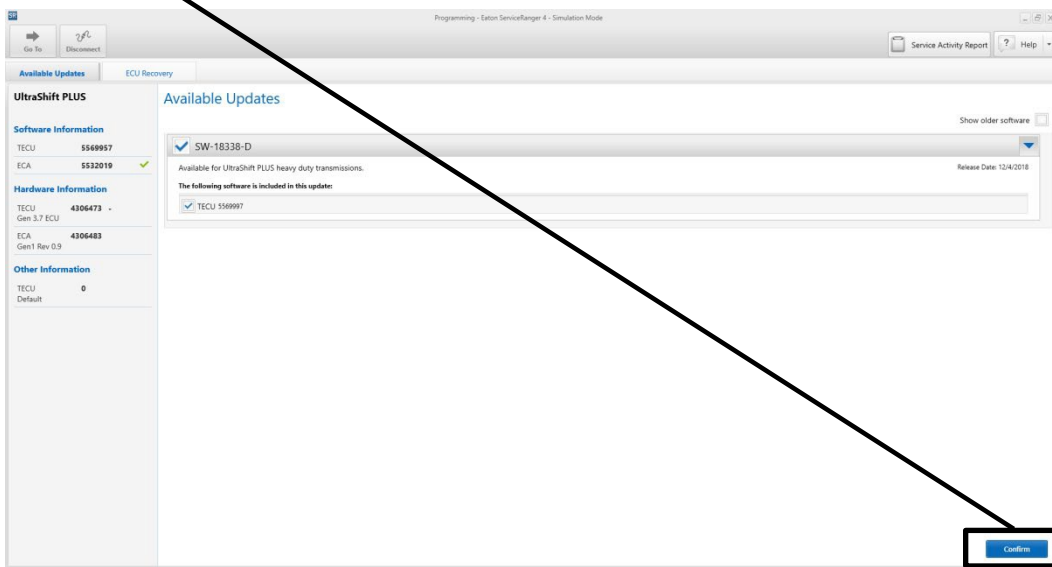 SR
Programming - Eaton ServiceRanger 4 - Simulation Mode
Go To
Disconnect
Service Activity Report
? Help
Available Updates
ECU Recovery
UltraShift PLUS
Software Information
TECU 5569957
ECA 5532019
Hardware Information
TECU 4306473 -
Gen 3.7 ECU
ECA 4306483
Gen1 Rev 0.9
Other Information
TECU 0
Default
Available Updates
Show older software
SW-18338-D
Available for UltraShift PLUS heavy duty transmissions.
Release Date: 12/4/2018
The following software is included in this update:
TECU 5569997
Confirm